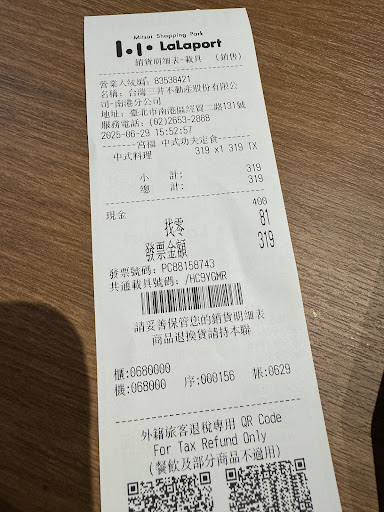 Mitsui Shopping Park
LaLaport
銷貨明細表-載具 (銷售)
營業人統編: 83538421
名稱: 台灣三井不動產股份有限公
司-南港分公司
地址: 臺北市南港區經貿二路131號
服務電話: (02)2653-2888
2025-06-29 15:52:57
宮福 中式功夫定食
中式料理 319 x1 319 TX
小 計: 319
總 計: 319
現金 400
找零 81
發票金額 319
發票號碼: PC88158743
共通載具號碼: /HC9YGMR
請妥善保管您的銷貨明細表
商品退換貨請持本聯
櫃:0680000
機:068000 序:000156 帳:0629
外籍旅客退稅專用 QR Code
For Tax Refund Only
(餐飲及部分商品不適用)